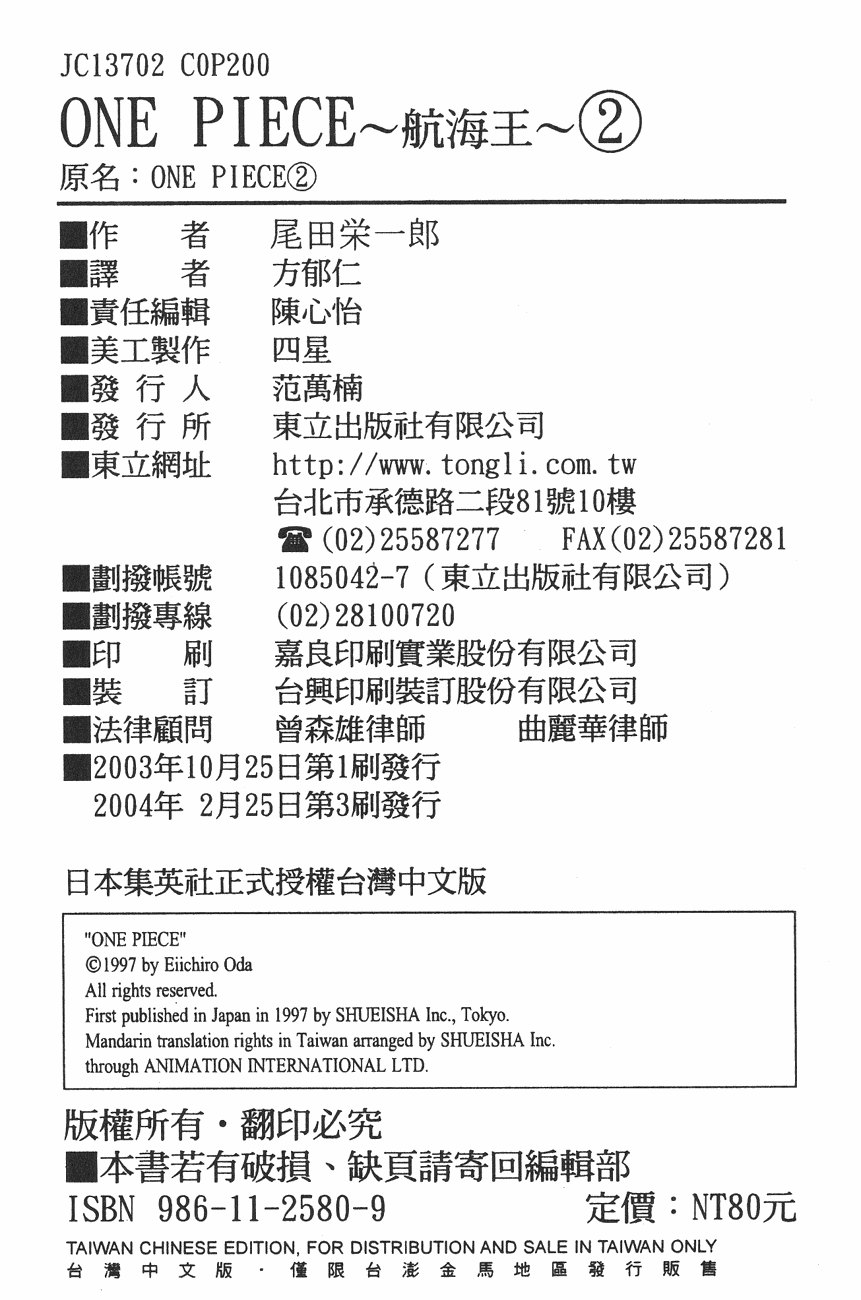 JC13702 COP200
ONE PIECE～航海王～②
原名：ONE PIECE②
■作　者　尾田栄一郎
■譯　者　方郁仁
■責任編輯　陳心怡
■美工製作　四星
■發 行 人　范萬楠
■發 行 所　東立出版社有限公司
■東立網址　http://www.tongli.com.tw
台北市承德路二段81號10樓
☎(02)25587277　FAX(02)25587281
■劃撥帳號　1085042-7（東立出版社有限公司）
■劃撥專線　(02)28100720
■印　刷　嘉良印刷實業股份有限公司
■裝　訂　台興印刷裝訂股份有限公司
■法律顧問　曾森雄律師　曲麗華律師
■2003年10月25日第1刷發行
2004年 2月25日第3刷發行
日本集英社正式授權台灣中文版
"ONE PIECE"
©1997 by Eiichiro Oda
All rights reserved.
First published in Japan in 1997 by SHUEISHA Inc., Tokyo.
Mandarin translation rights in Taiwan arranged by SHUEISHA Inc.
through ANIMATION INTERNATIONAL LTD.
版權所有・翻印必究
■本書若有破損、缺頁請寄回編輯部
ISBN 986-11-2580-9　定價：NT80元
TAIWAN CHINESE EDITION, FOR DISTRIBUTION AND SALE IN TAIWAN ONLY
台灣中文版・僅限台澎金馬地區發行販售